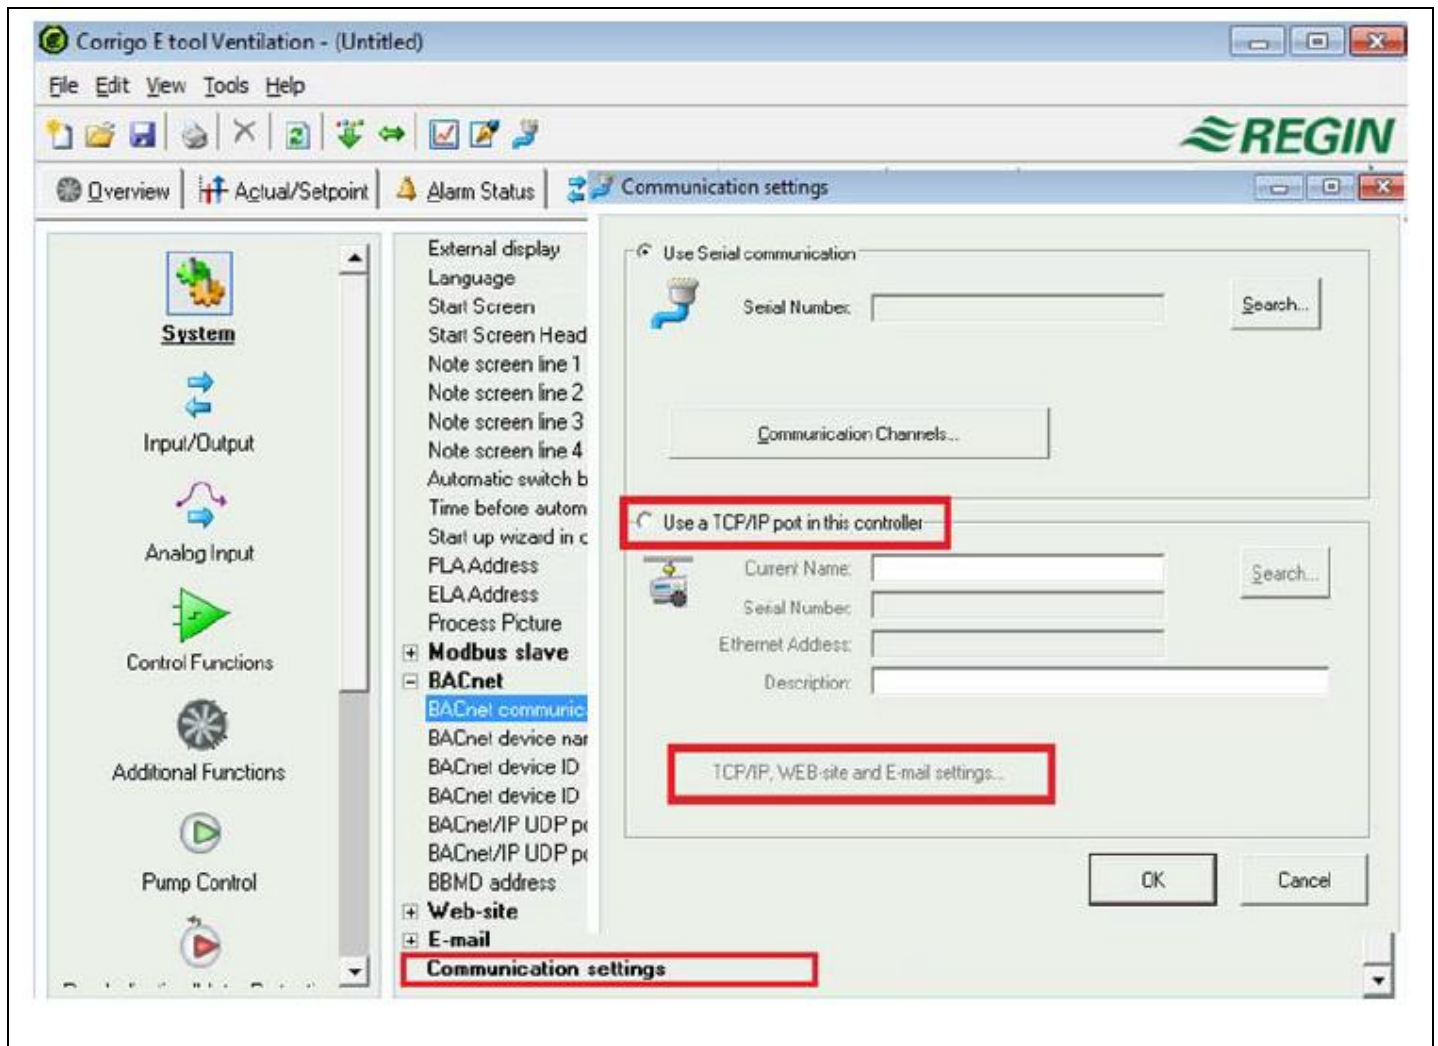 Corrigo E tool Ventilation - (Untitled)
File Edit View Tools Help
REGIN
Overview
Actual/Setpoint
Alarm Status
System
Input/Output
Analog Input
Control Functions
Additional Functions
Pump Control
External display
Language
Start Screen
Start Screen Head
Note screen line 1
Note screen line 2
Note screen line 3
Note screen line 4
Automatic switch b
Time before autom
Start up wizard in c
PLA Address
ELA Address
Process Picture
Modbus slave
BACnet
BACnet communic
BACnet device nar
BACnet device ID
BACnet device ID
BACnet/IP UDP po
BACnet/IP UDP po
BBMD address
Web-site
E-mail
Communication settings
Communication settings
Use Serial communication
Serial Number:
Search...
Communication Channels...
Use a TCP/IP port in this controller
Current Name:
Search...
Serial Number:
Ethernet Address:
Description:
TCP/IP, WEB-site and E-mail settings...
OK
Cancel